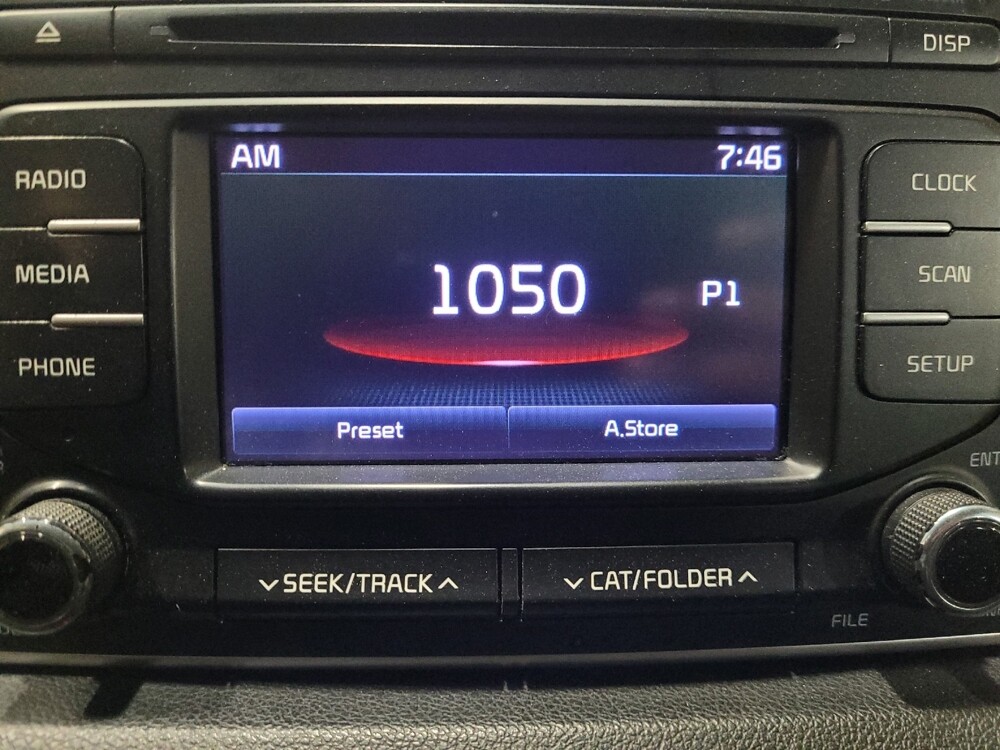 DISP
AM 7:46
RADIO
CLOCK
MEDIA
SCAN
1050 P1
PHONE
SETUP
Preset A.Store
ENT
SEEK/TRACK
CAT/FOLDER
FILE